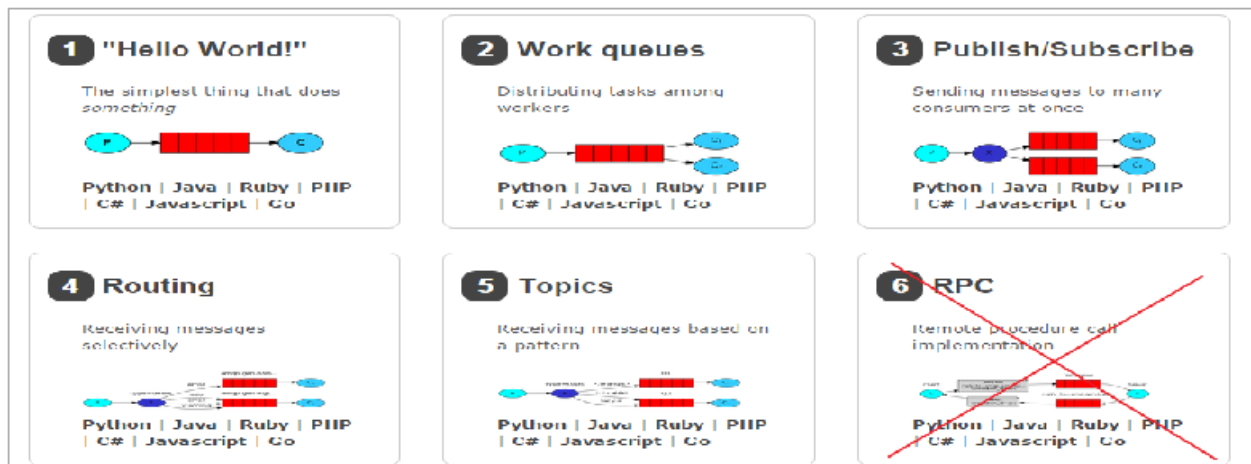 1 "Hello World!"
The simplest thing that does
something
P C
Python | Java | Ruby | PHP
| C# | Javascript | Go
2 Work queues
Distributing tasks among
workers
P
Python | Java | Ruby | PHP
| C# | Javascript | Go
3 Publish/Subscribe
Sending messages to many
consumers at once
Python | Java | Ruby | PHP
| C# | Javascript | Go
4 Routing
Receiving messages
selectively
Python | Java | Ruby | PHP
| C# | Javascript | Go
5 Topics
Receiving messages based on
a pattern
Python | Java | Ruby | PHP
| C# | Javascript | Go
6 RPC
Remote procedure call
implementation
Python | Java | Ruby | PHP
| C# | Javascript | Go